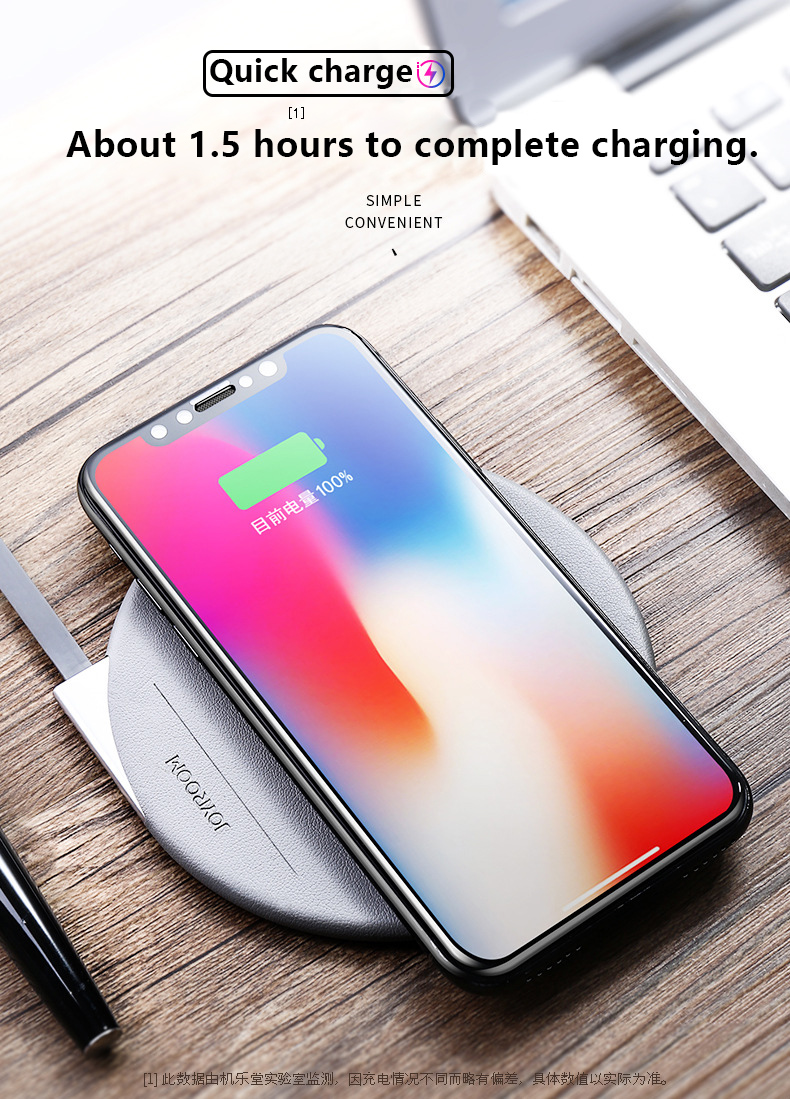 Quick charge
[1]
About 1.5 hours to complete charging.
SIMPLE
CONVENIENT
目前电量100%
JOYROOM
[1] 此数据由机乐堂实验室监测，因充电情况不同而略有偏差，具体数值以实际为准。